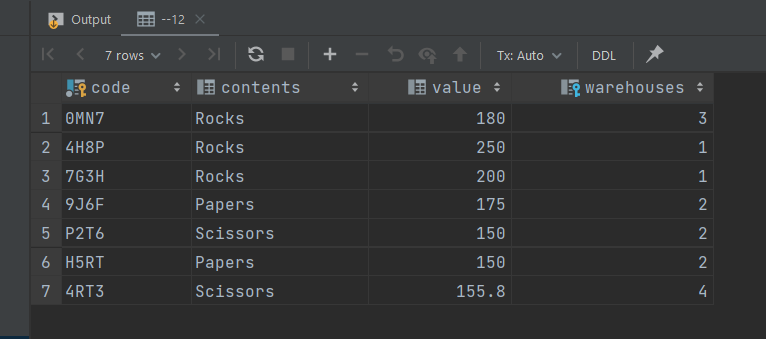 Output --12
7 rows Tx: Auto DDL
code contents value warehouses
1 0MN7 Rocks 180 3
2 4H8P Rocks 250 1
3 7G3H Rocks 200 1
4 9J6F Papers 175 2
5 P2T6 Scissors 150 2
6 H5RT Papers 150 2
7 4RT3 Scissors 155.8 4